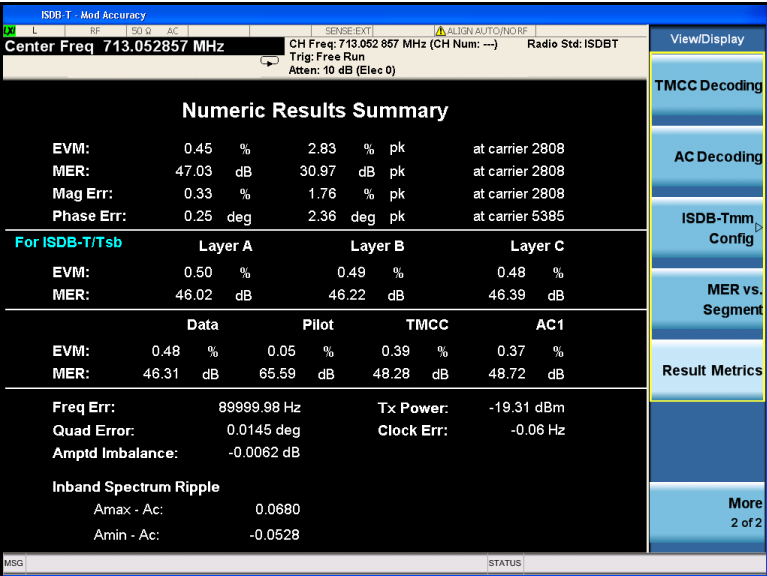 ISDB-T - Mod Accuracy
LXI L RF 50 Ω AC SENSE:EXT ALIGN AUTO/NO RF
Center Freq 713.052857 MHz
CH Freq: 713.052 857 MHz (CH Num: ---) Radio Std: ISDBT
Trig: Free Run
Atten: 10 dB (Elec 0)
Numeric Results Summary
EVM: 0.45 % 2.83 % pk at carrier 2808
MER: 47.03 dB 30.97 dB pk at carrier 2808
Mag Err: 0.33 % 1.76 % pk at carrier 2808
Phase Err: 0.25 deg 2.36 deg pk at carrier 5385
For ISDB-T/Tsb Layer A Layer B Layer C
EVM: 0.50 % 0.49 % 0.48 %
MER: 46.02 dB 46.22 dB 46.39 dB
Data Pilot TMCC AC1
EVM: 0.48 % 0.05 % 0.39 % 0.37 %
MER: 46.31 dB 65.59 dB 48.28 dB 48.72 dB
Freq Err: 89999.98 Hz Tx Power: -19.31 dBm
Quad Error: 0.0145 deg Clock Err: -0.06 Hz
Amptd Imbalance: -0.0062 dB
Inband Spectrum Ripple
Amax - Ac: 0.0680
Amin - Ac: -0.0528
View/Display
TMCC Decoding
AC Decoding
ISDB-Tmm
Config
MER vs.
Segment
Result Metrics
More
2 of 2
MSG STATUS